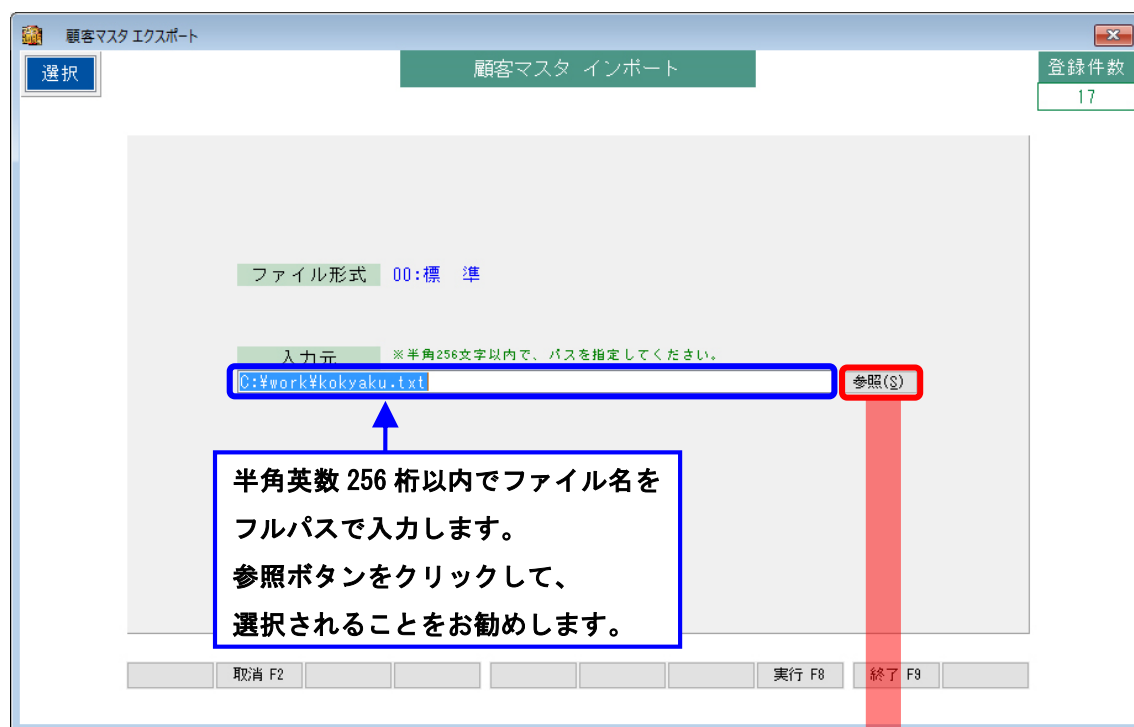 顧客マスタ エクスポート
選択
顧客マスタ インポート
登録件数
17
ファイル形式 00:標 準
入力元 ※半角256文字以内で、パスを指定してください。
C:¥work¥kokyaku.txt 参照(S)
半角英数 256 桁以内でファイル名を
フルパスで入力します。
参照ボタンをクリックして、
選択されることをお勧めします。
取消 F2 実行 F8 終了 F9